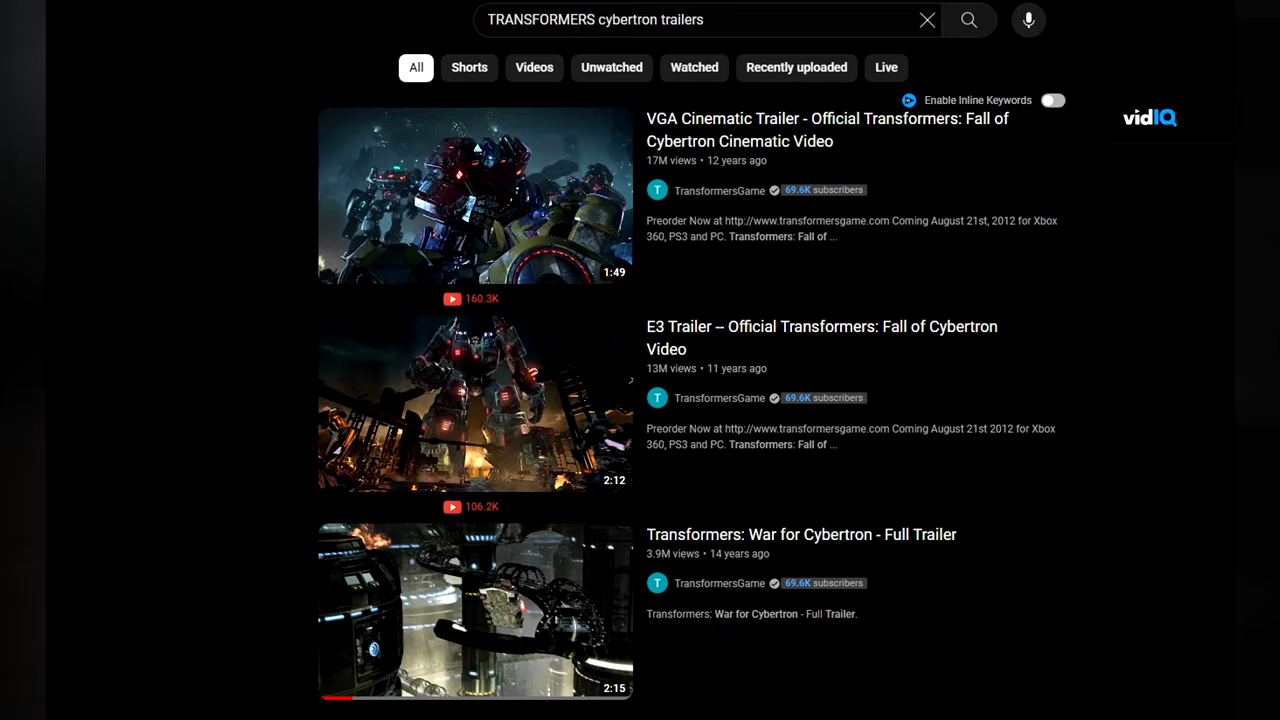 TRANSFORMERS cybertron trailers
All
Shorts
Videos
Unwatched
Watched
Recently uploaded
Live
Enable Inline Keywords
vidIQ
VGA Cinematic Trailer - Official Transformers: Fall of
Cybertron Cinematic Video
17M views • 12 years ago
T
TransformersGame
69.6K subscribers
Preorder Now at http://www.transformersgame.com Coming August 21st, 2012 for Xbox
360, PS3 and PC. Transformers: Fall of ...
1:49
160.3K
E3 Trailer -- Official Transformers: Fall of Cybertron
Video
13M views • 11 years ago
T
TransformersGame
69.6K subscribers
Preorder Now at http://www.transformersgame.com Coming August 21st 2012 for Xbox
360, PS3 and PC. Transformers: Fall of ...
2:12
106.2K
Transformers: War for Cybertron - Full Trailer
3.9M views • 14 years ago
T
TransformersGame
69.6K subscribers
Transformers: War for Cybertron - Full Trailer.
2:15